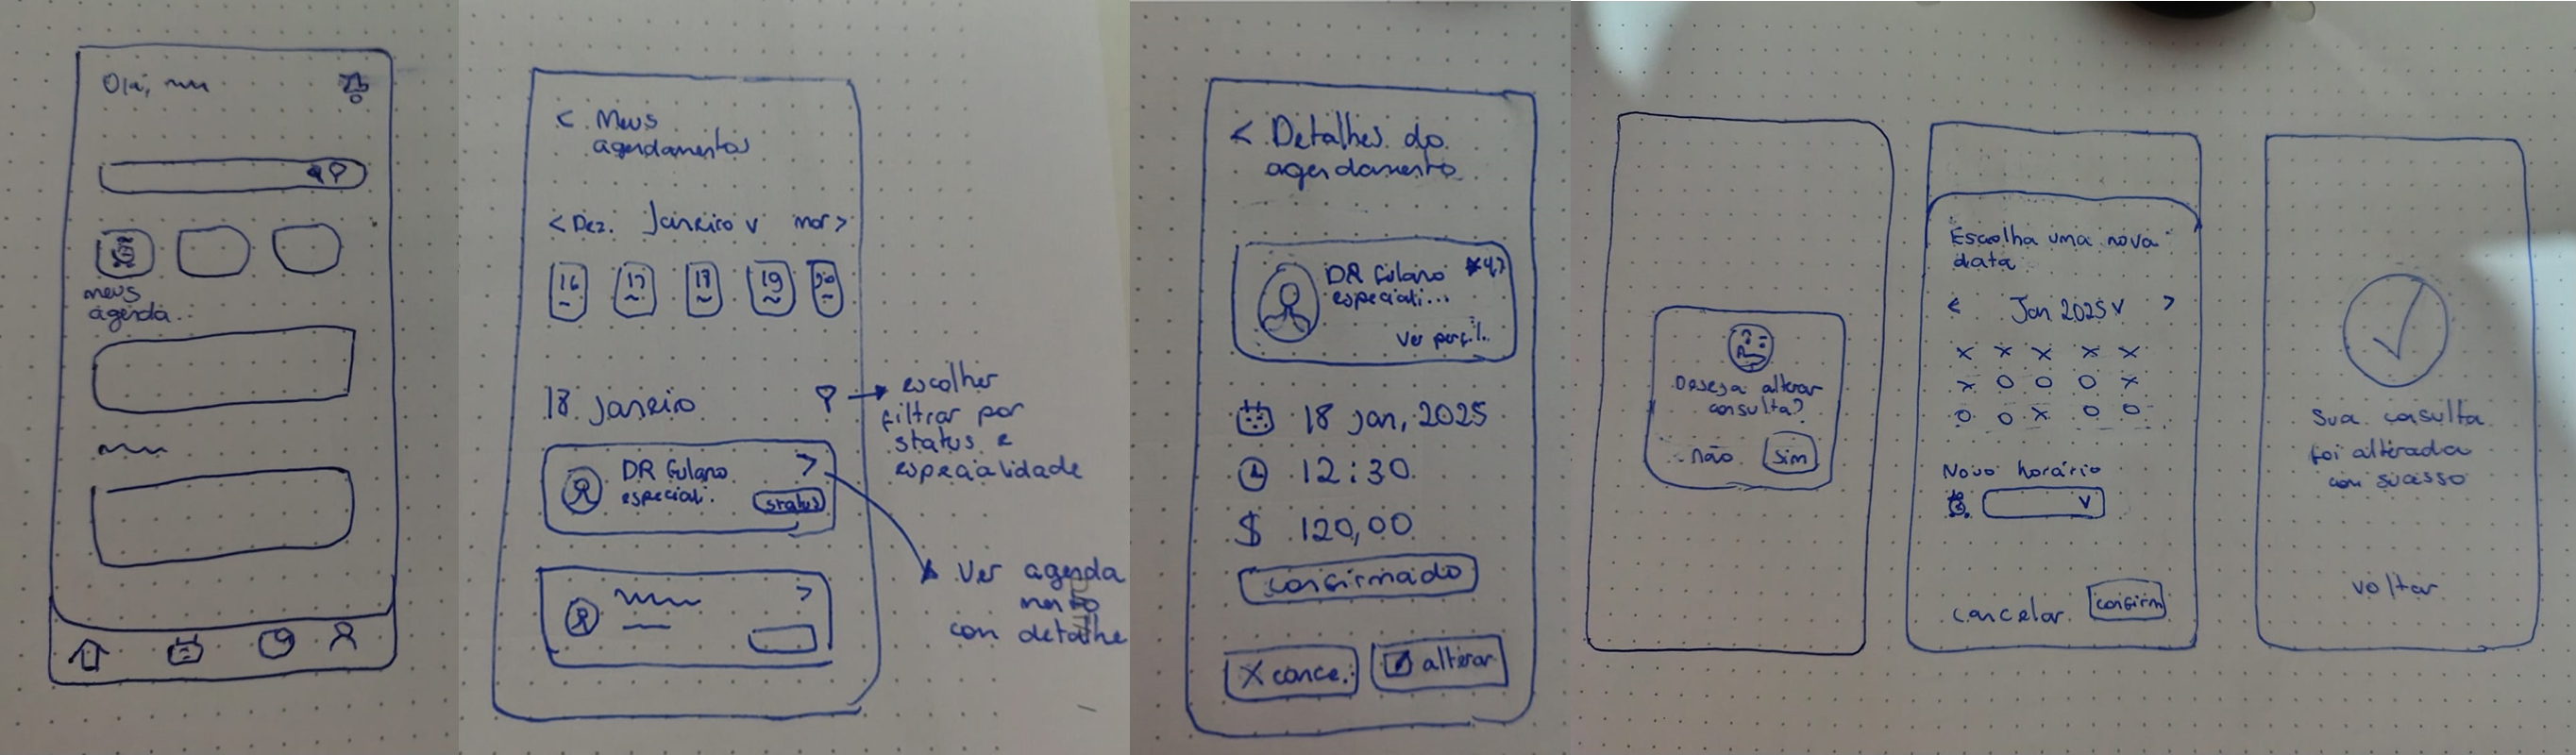 Olá,
meus
agenda..
< Meus
agendamentos
< Dez. Janeiro v mar >
16 17 18 19
18 janeiro
escolher
filtrar por
status e
especialidade
DR Fulano >
especiali.
status
>
Ver agenda
mento
com detalhe
< Detalhes do
agendamento
DR Fulano
especiali...
Ver perfil..
18 jan, 2025
12:30
$ 120,00
confirmado
X cance. alterar
Deseja alterar
consulta?
não sim
Escolha uma nova
data
< Jan 2025 v >
x x x x x
x o o o x
o o x o o
Novo horário
v
cancelar confirm
Sua consulta
foi alterada
com sucesso
voltar